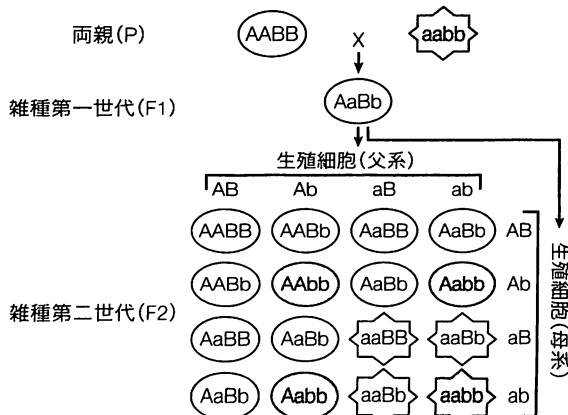 両親(P) AABB X aabb
雑種第一世代(F1) AaBb
生殖細胞(父系)
AB Ab aB ab
AABB AABb AaBB AaBb AB
AABb AAbb AaBb Aabb Ab
雑種第二世代(F2)
AaBB AaBb aaBB aaBb aB
AaBb Aabb aaBb aabb ab
生殖細胞(母系)